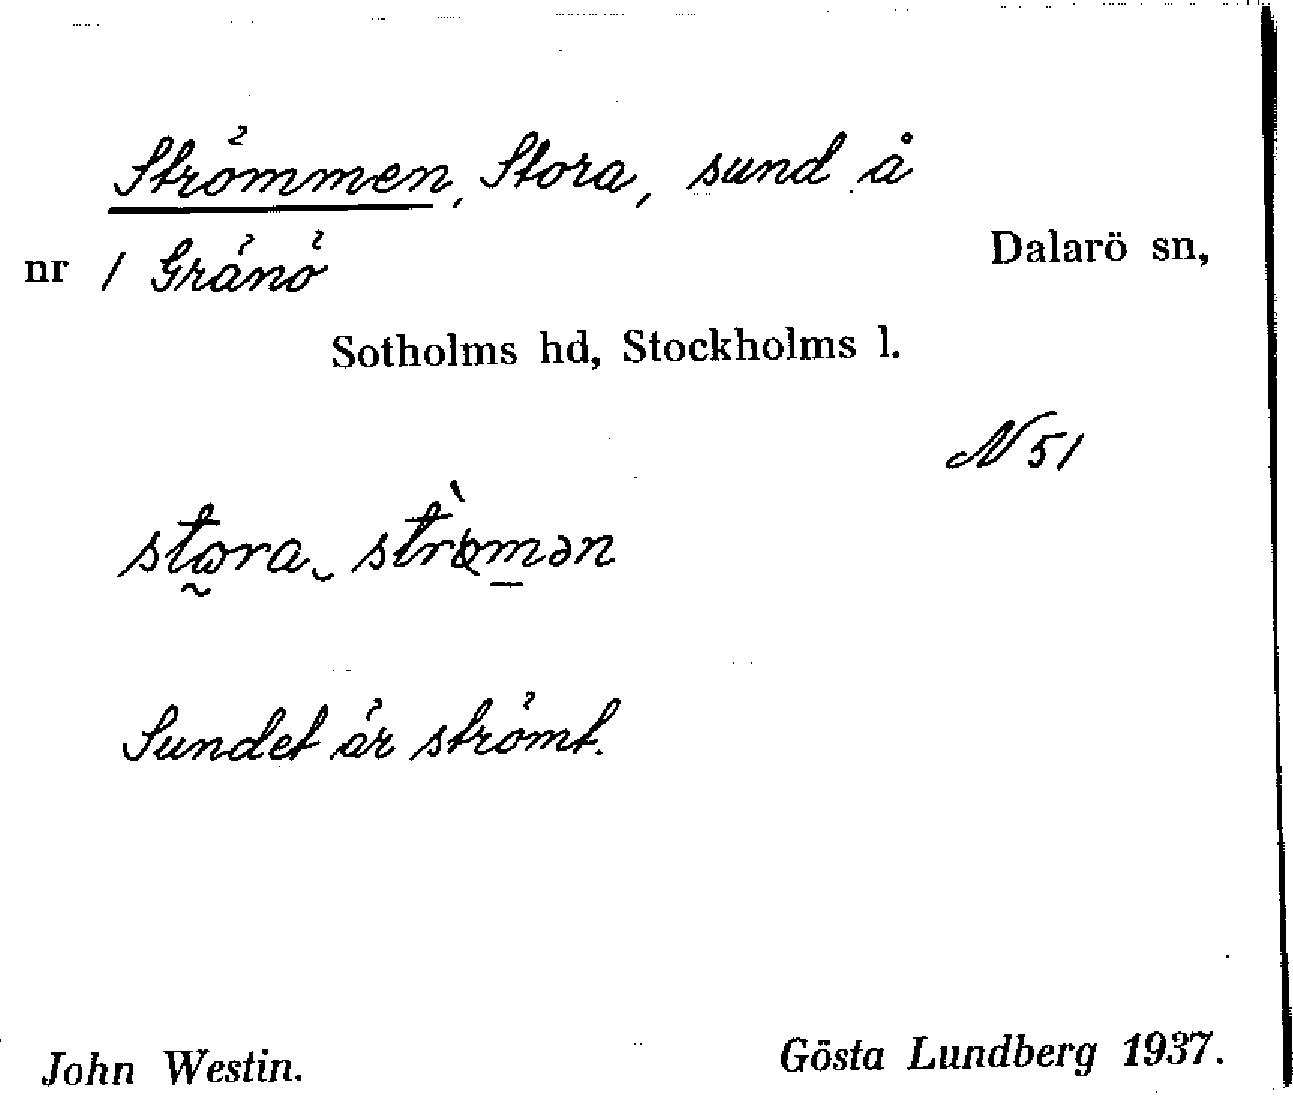 Strömmen, Stora, sund å
nr 1 Gränö Dalarö sn,
Sotholms hd, Stockholms l.
N 51
stɷra‿ strömən
Sundet är strömt.
John Westin. Gösta Lundberg 1937.